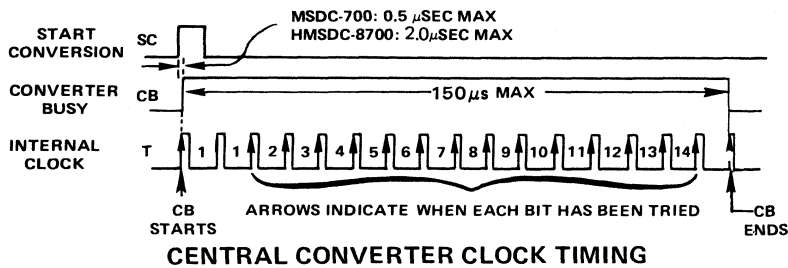 MSDC-700: 0.5 μSEC MAX
HMSDC-8700: 2.0μSEC MAX
START
CONVERSION
SC
CONVERTER
BUSY
CB
150μs MAX
INTERNAL
CLOCK
T
1 1 2 3 4 5 6 7 8 9 10 11 12 13 14
CB
STARTS
ARROWS INDICATE WHEN EACH BIT HAS BEEN TRIED
CB
ENDS
CENTRAL CONVERTER CLOCK TIMING